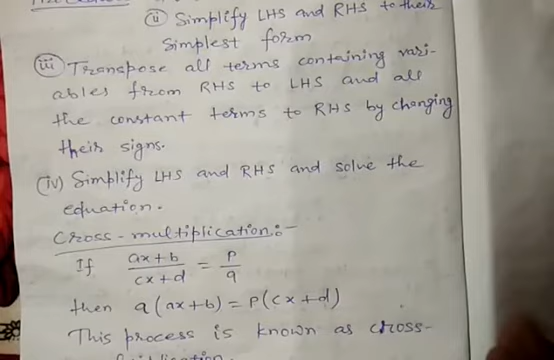 (ii) Simplify LHS and RHS to their
simplest form
(iii) Transpose all terms containing vari-
ables from RHS to LHS and all
the constant terms to RHS by changing
their signs.
(iv) Simplify LHS and RHS and solve the
equation.
Cross-multiplication:-
If ax+b/cx+d = p/q
then q(ax+b) = p(cx+d)
This process is known as cross-